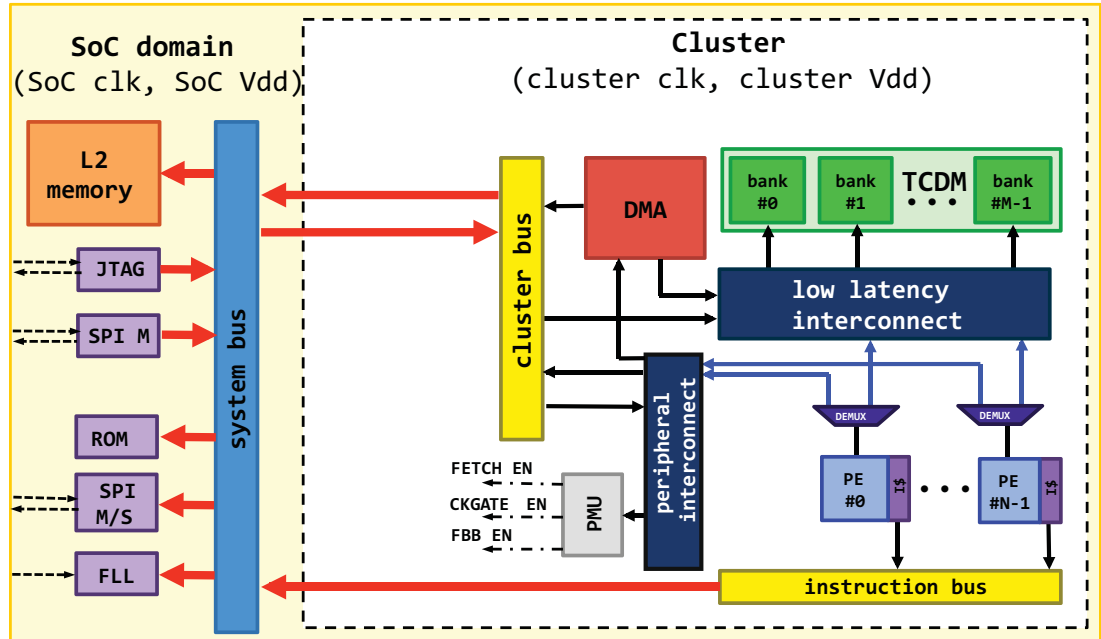 SoC domain
(SoC clk, SoC Vdd)
Cluster
(cluster clk, cluster Vdd)
L2
memory
JTAG
SPI M
ROM
SPI
M/S
FLL
system bus
cluster bus
DMA
TCDM
bank
#0
bank
#1
• • •
bank
#M-1
low latency
interconnect
peripheral
interconnect
DEMUX
DEMUX
PE
#0
I$
• • •
PE
#N-1
I$
FETCH EN
CKGATE EN
FBB EN
PMU
instruction bus